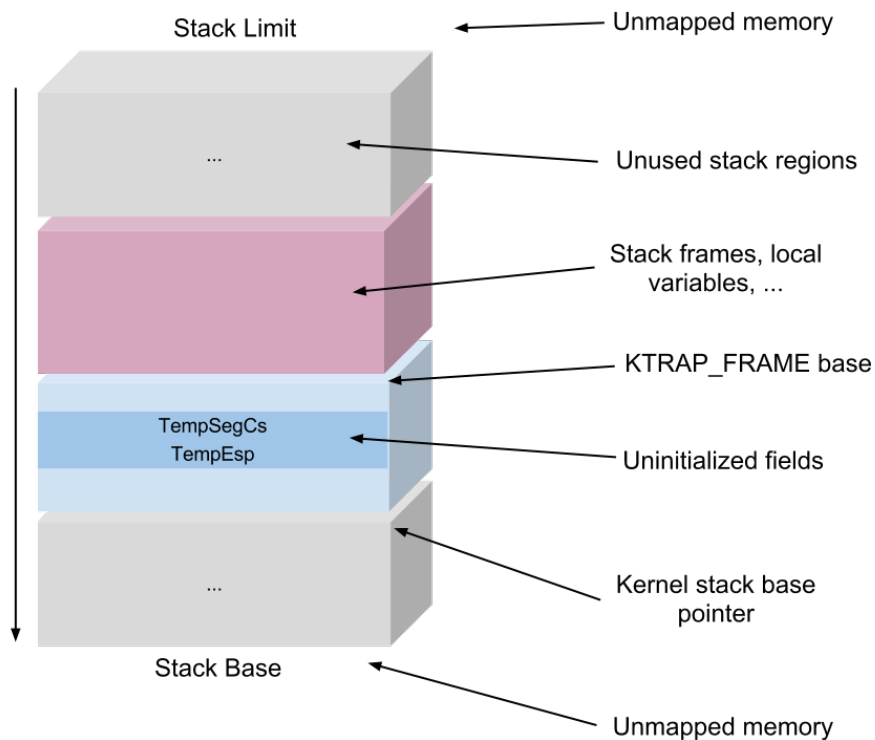 Stack Limit
Unmapped memory
...
Unused stack regions
Stack frames, local
variables, ...
KTRAP_FRAME base
TempSegCs
TempEsp
Uninitialized fields
...
Kernel stack base
pointer
Stack Base
Unmapped memory